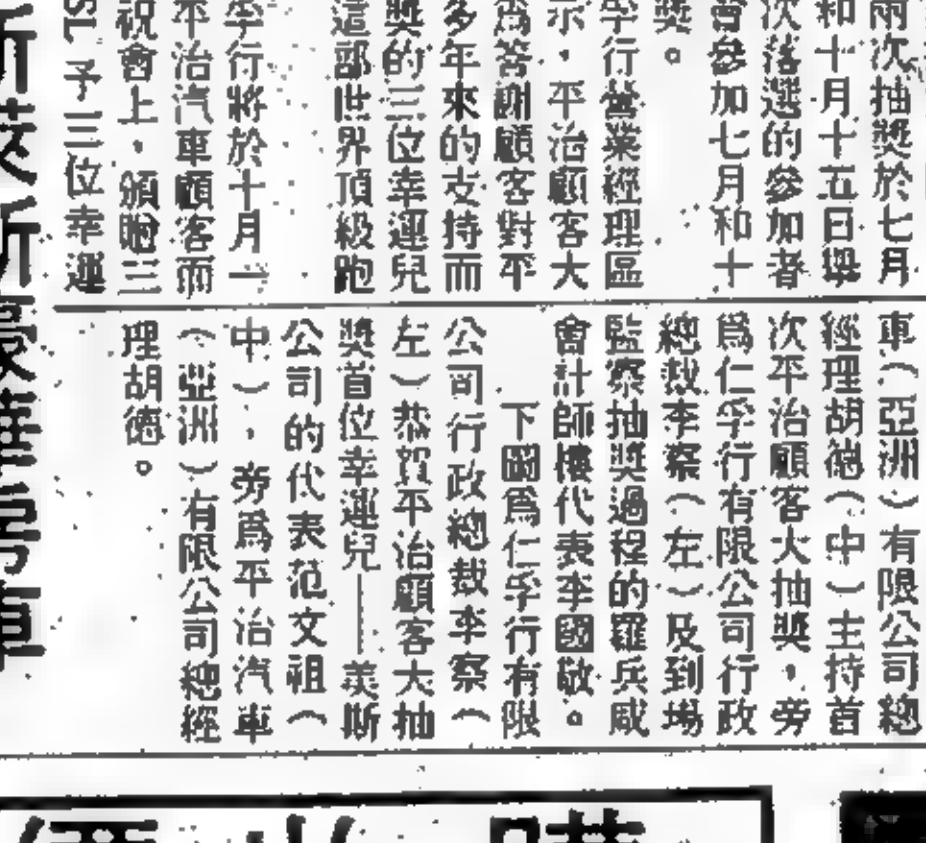 兩次抽獎於七月
和十月十五日舉
次落選的參加者
會參加七月和十
獎。
孚行營業經理區
示，平治顧客大
爲答謝顧客對平
多年來的支持而
獎的三位幸運兒
這部世界頂級跑
孚行將於十月一
平治汽車顧客而
祝會上，頒贈三
SL予三位幸運
車（亞洲）有限公司總
經理胡德（中）主持首
次平治顧客大抽獎，旁
爲仁孚行有限公司行政
總裁李察（左）及到場
監察抽獎過程的羅兵咸
會計師樓代表李國敬。
下圖爲仁孚行有限
公司行政總裁李察（
左）恭賀平治顧客大抽
獎首位幸運兒——美斯
公司的代表范文祖（
中），旁爲平治汽車
（亞洲）有限公司總經
理胡德。